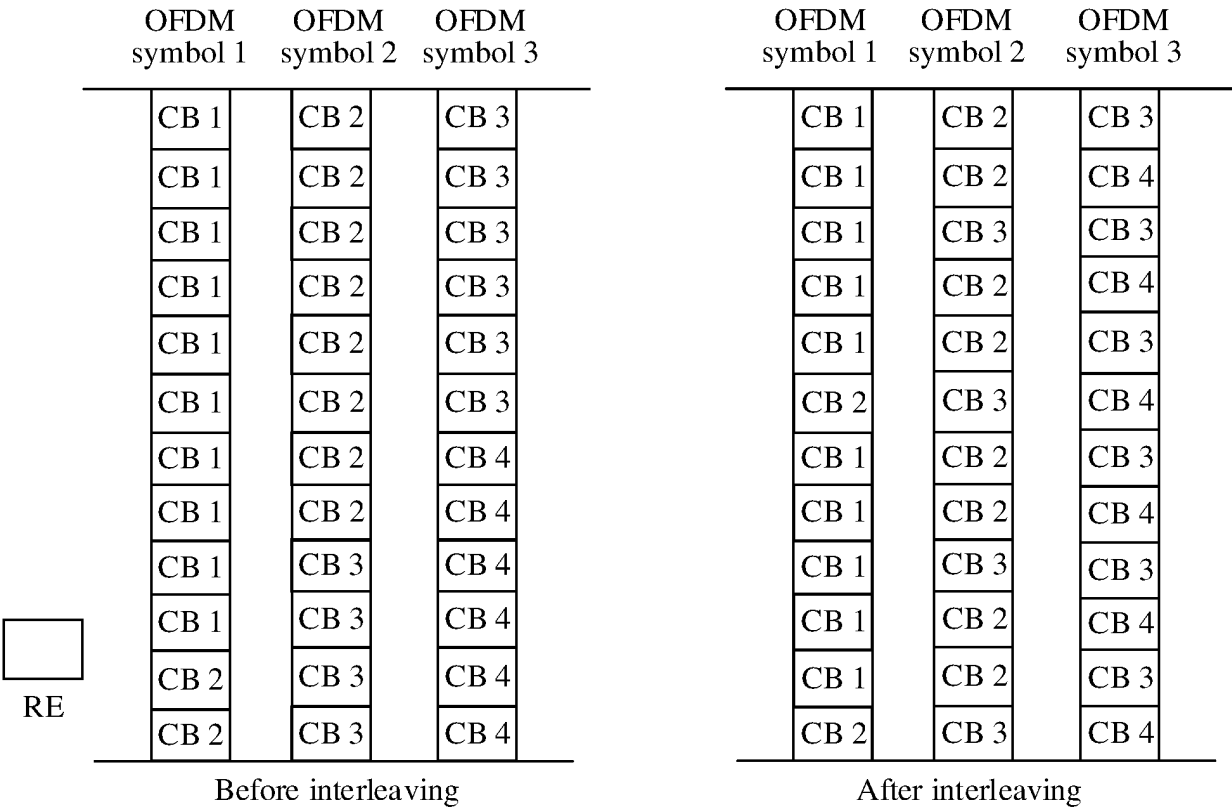 OFDM OFDM OFDM OFDM OFDM OFDM
symbol 1 symbol 2 symbol 3 symbol 1 symbol 2 symbol 3
CB 1 CB 2 CB 3 CB 1 CB 2 CB 3
CB 1 CB 2 CB 3 CB 1 CB 2 CB 4
CB 1 CB 2 CB 3 CB 1 CB 3 CB 3
CB 1 CB 2 CB 3 CB 1 CB 2 CB 4
CB 1 CB 2 CB 3 CB 1 CB 2 CB 3
CB 1 CB 2 CB 3 CB 2 CB 3 CB 4
CB 1 CB 2 CB 4 CB 1 CB 2 CB 3
CB 1 CB 2 CB 4 CB 1 CB 2 CB 4
CB 1 CB 3 CB 4 CB 1 CB 3 CB 3
CB 1 CB 3 CB 4 CB 1 CB 2 CB 4
CB 2 CB 3 CB 4 CB 1 CB 2 CB 3
RE
CB 2 CB 3 CB 4 CB 2 CB 3 CB 4
Before interleaving After interleaving